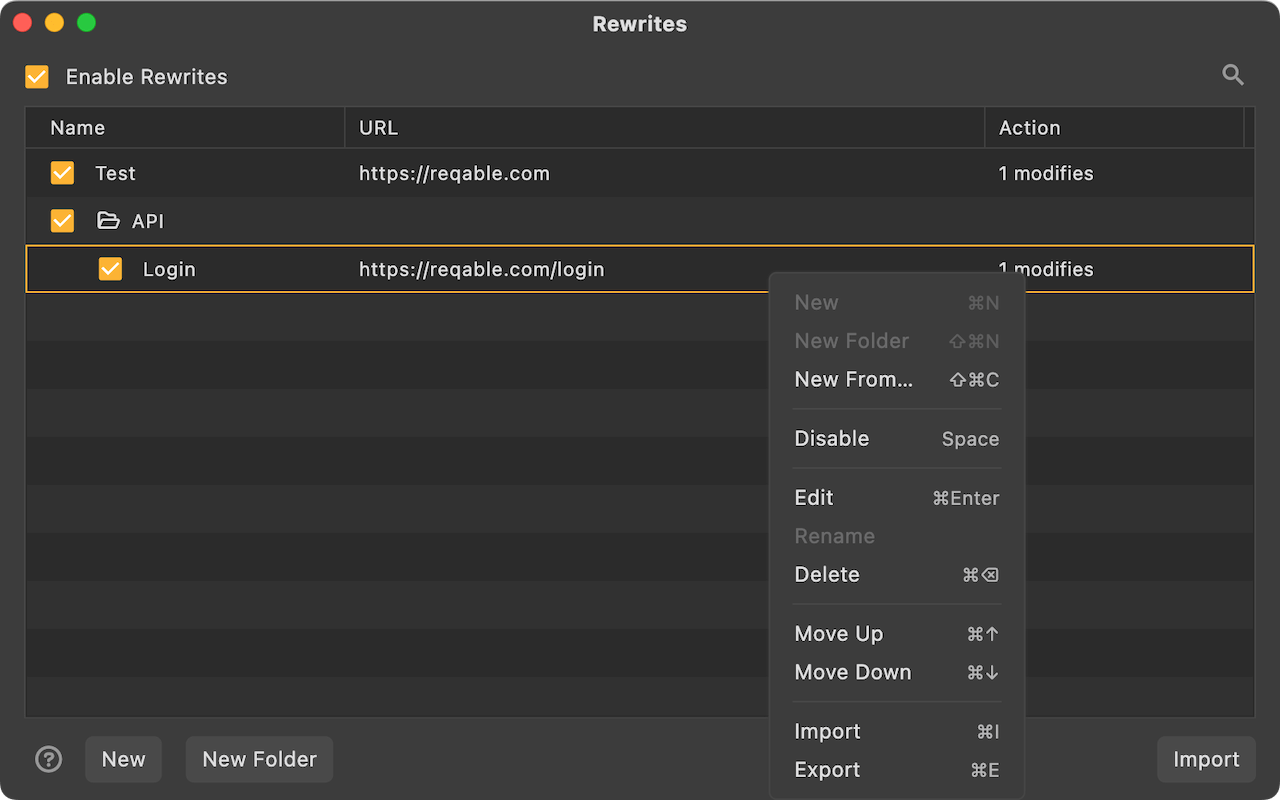 Rewrites
Enable Rewrites
Name URL Action
Test https://reqable.com 1 modifies
API
Login https://reqable.com/login 1 modifies
New ⌘N
New Folder ⇧⌘N
New From... ⇧⌘C
Disable Space
Edit ⌘Enter
Rename
Delete ⌘⌫
Move Up ⌘↑
Move Down ⌘↓
Import ⌘I
Export ⌘E
? New New Folder Import